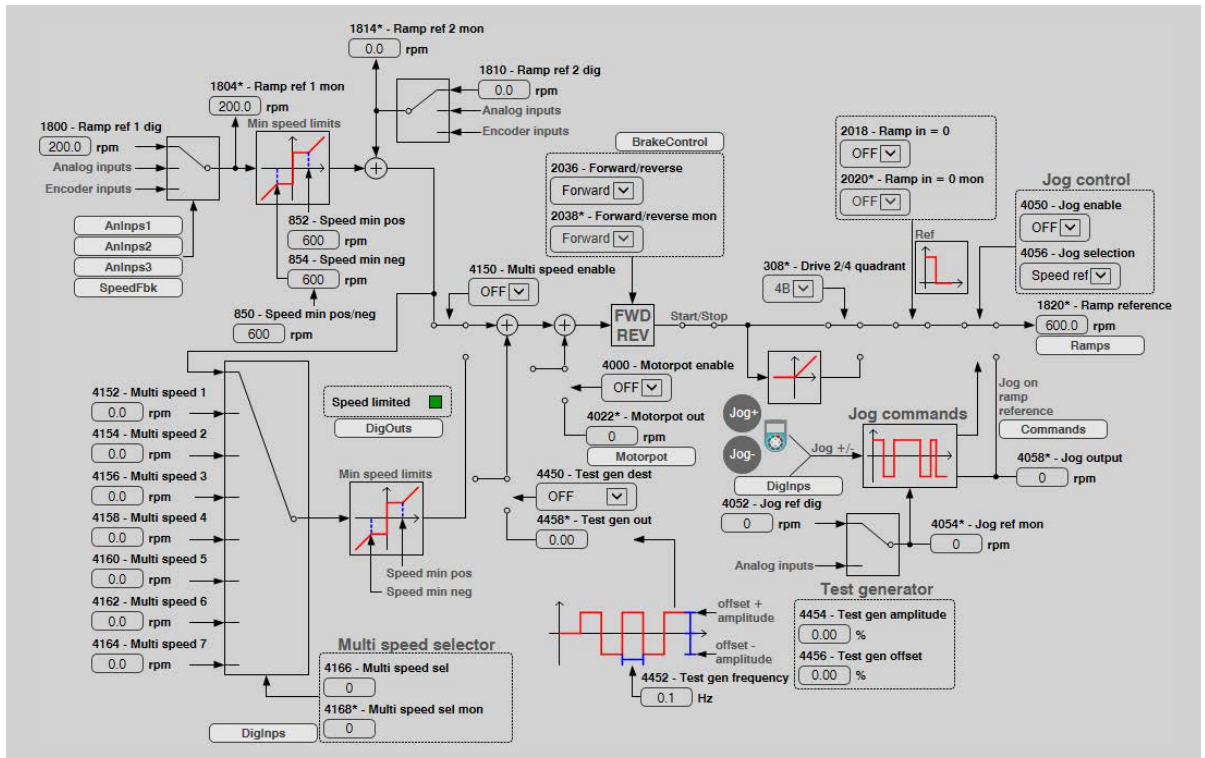 1814* - Ramp ref 2 mon
0.0 rpm
1810 - Ramp ref 2 dig
0.0 rpm
Analog inputs
Encoder inputs
1804* - Ramp ref 1 mon
200.0 rpm
Min speed limits
1800 - Ramp ref 1 dig
200.0 rpm
Analog inputs
Encoder inputs
AnInps1
AnInps2
AnInps3
SpeedFbk
852 - Speed min pos
600 rpm
854 - Speed min neg
600 rpm
850 - Speed min pos/neg
600 rpm
BrakeControl
2036 - Forward/reverse
Forward
2038* - Forward/reverse mon
Forward
2018 - Ramp in = 0
OFF
2020* - Ramp in = 0 mon
OFF
Ref
Jog control
4050 - Jog enable
OFF
4056 - Jog selection
Speed ref
4150 - Multi speed enable
OFF
FWD
REV
Start/Stop
308* - Drive 2/4 quadrant
4B
1820* - Ramp reference
600.0 rpm
Ramps
4000 - Motorpot enable
OFF
4022* - Motorpot out
0 rpm
Motorpot
4152 - Multi speed 1
0.0 rpm
4154 - Multi speed 2
0.0 rpm
4156 - Multi speed 3
0.0 rpm
4158 - Multi speed 4
0.0 rpm
4160 - Multi speed 5
0.0 rpm
4162 - Multi speed 6
0.0 rpm
4164 - Multi speed 7
0.0 rpm
Speed limited
DigOuts
Min speed limits
Speed min pos
Speed min neg
4450 - Test gen dest
OFF
4458* - Test gen out
0.00
Jog+
Jog-
Jog +/-
DigInps
Jog commands
Jog on
ramp
reference
Commands
4058* - Jog output
0 rpm
4052 - Jog ref dig
0 rpm
Analog inputs
4054* - Jog ref mon
0 rpm
offset +
amplitude
offset -
amplitude
4452 - Test gen frequency
0.1 Hz
Test generator
4454 - Test gen amplitude
0.00 %
4456 - Test gen offset
0.00 %
Multi speed selector
4166 - Multi speed sel
0
4168* - Multi speed sel mon
0
DigInps